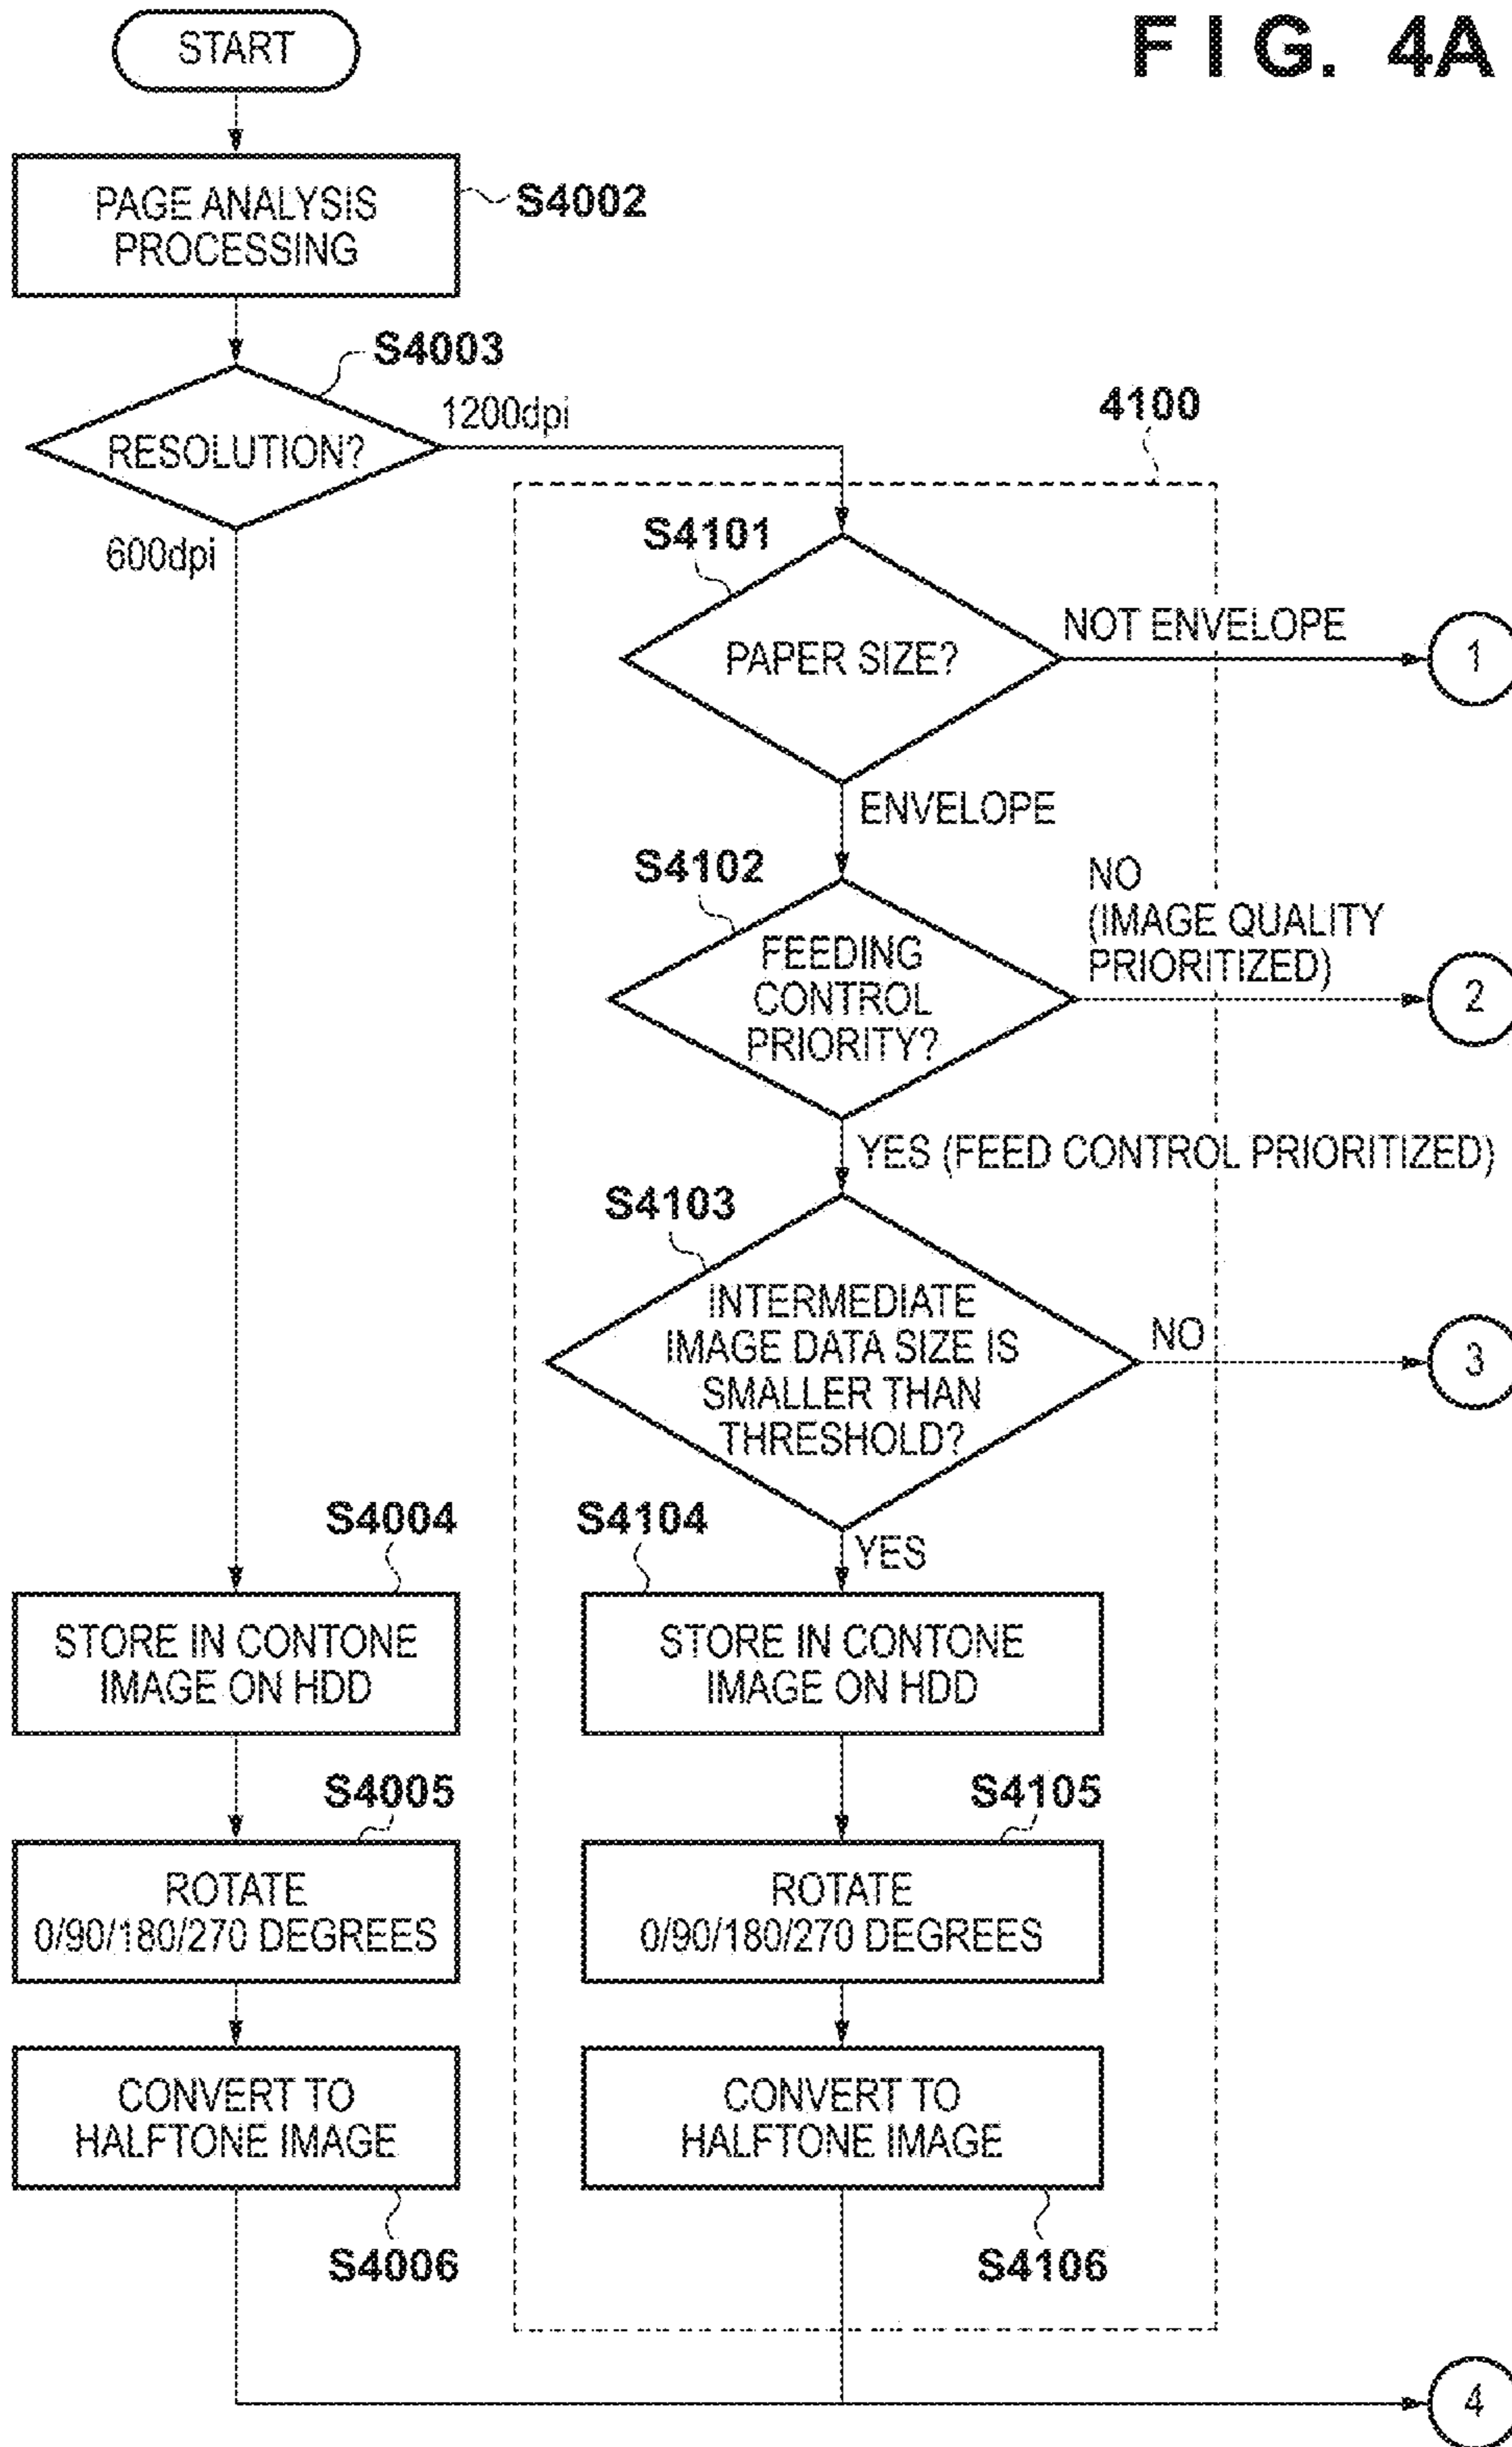 FIG. 4A
START
PAGE ANALYSIS
PROCESSING
S4002
S4003
RESOLUTION?
1200dpi
600dpi
4100
S4101
PAPER SIZE?
NOT ENVELOPE
1
ENVELOPE
S4102
FEEDING
CONTROL
PRIORITY?
NO
(IMAGE QUALITY
PRIORITIZED)
2
YES (FEED CONTROL PRIORITIZED)
S4103
INTERMEDIATE
IMAGE DATA SIZE IS
SMALLER THAN
THRESHOLD?
NO
3
YES
S4004
STORE IN CONTONE
IMAGE ON HDD
S4104
STORE IN CONTONE
IMAGE ON HDD
S4005
ROTATE
0/90/180/270 DEGREES
S4105
ROTATE
0/90/180/270 DEGREES
CONVERT TO
HALFTONE IMAGE
S4006
CONVERT TO
HALFTONE IMAGE
S4106
4